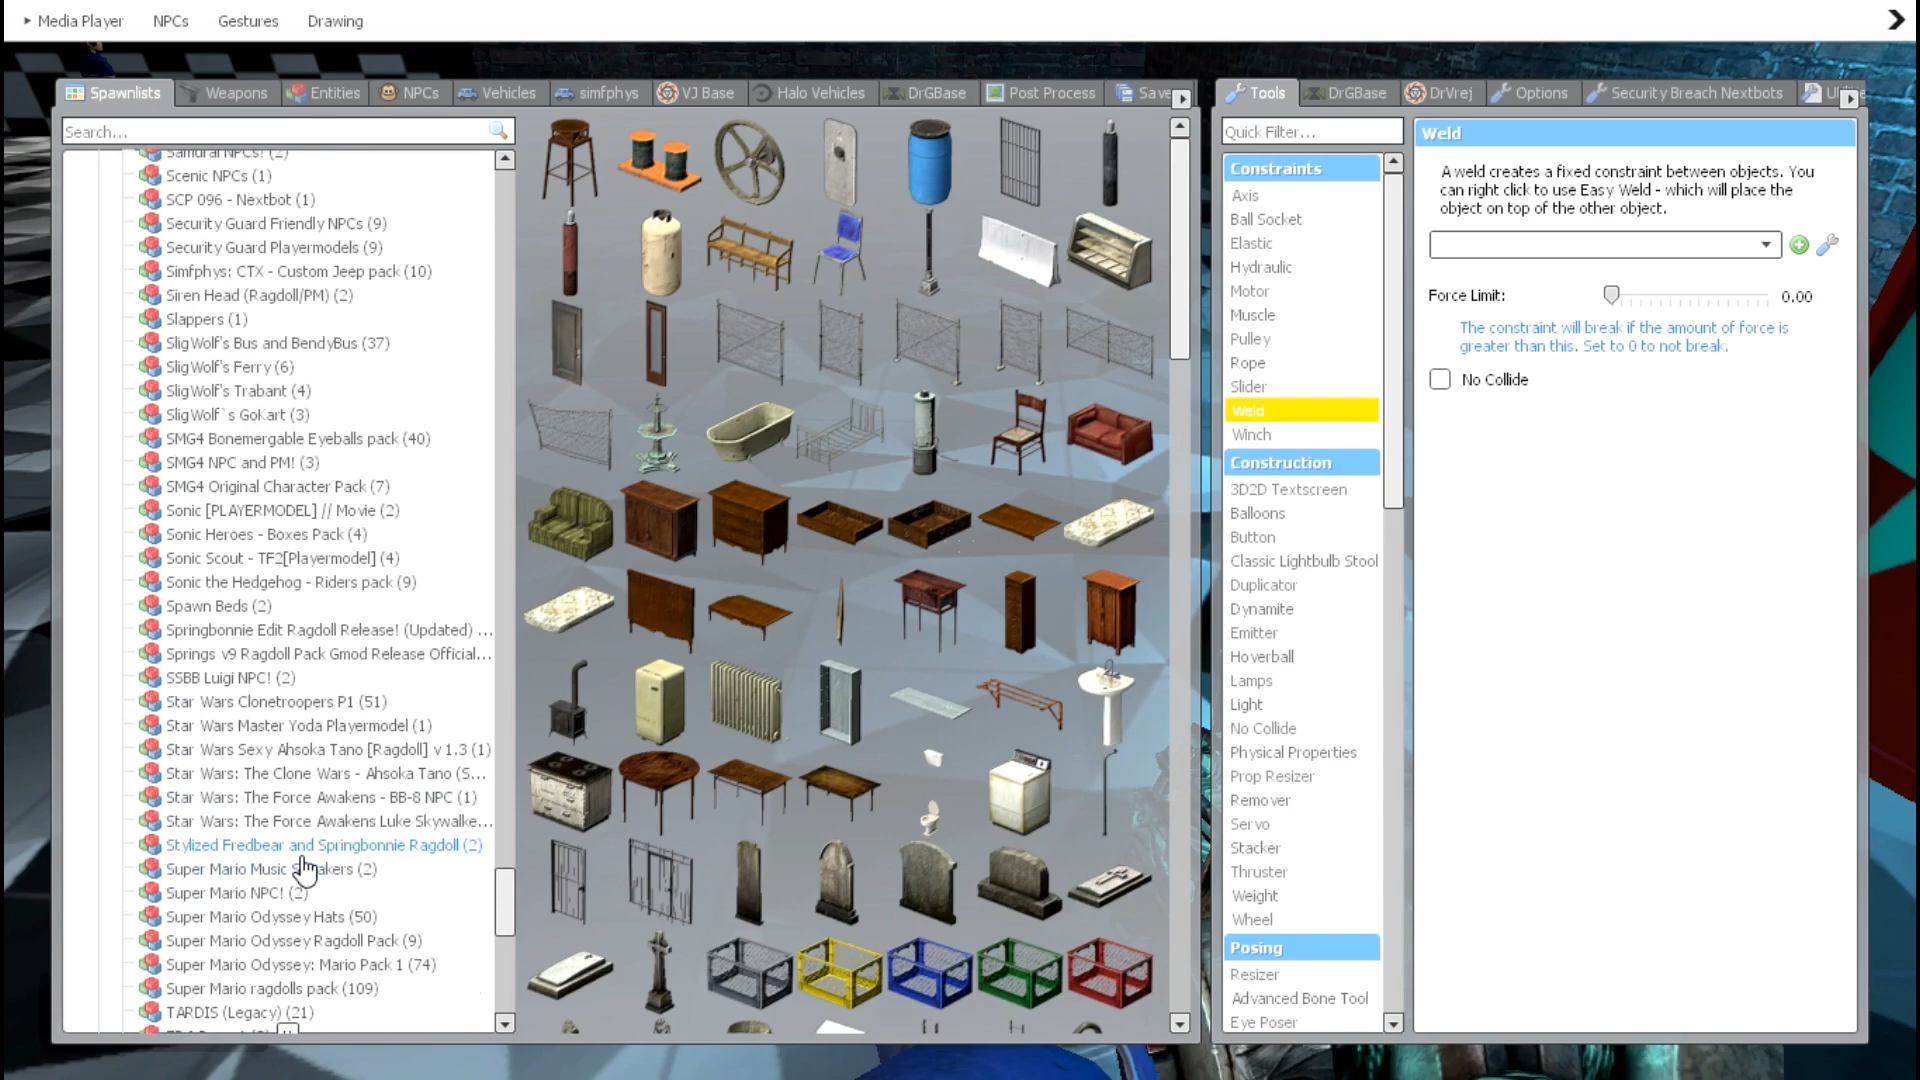 Media Player NPCs Gestures Drawing
Spawnlists Weapons Entities NPCs Vehicles simfphys VJ Base Halo Vehicles DrGBase Post Process Save
Tools DrGBase DrVrej Options Security Breach Nextbots
Search...
Samurai NPCs! (2)
Scenic NPCs (1)
SCP 096 - Nextbot (1)
Security Guard Friendly NPCs (9)
Security Guard Playermodels (9)
Simfphys: CTX - Custom Jeep pack (10)
Siren Head (Ragdoll/PM) (2)
Slappers (1)
SligWolf's Bus and BendyBus (37)
SligWolf's Ferry (6)
SligWolf's Trabant (4)
SligWolf`s GoKart (3)
SMG4 Bonemergable Eyeballs pack (40)
SMG4 NPC and PM! (3)
SMG4 Original Character Pack (7)
Sonic [PLAYERMODEL] // Movie (2)
Sonic Heroes - Boxes Pack (4)
Sonic Scout - TF2[Playermodel] (4)
Sonic the Hedgehog - Riders pack (9)
Spawn Beds (2)
Springbonnie Edit Ragdoll Release! (Updated) ...
Springs v9 Ragdoll Pack Gmod Release Official...
SSBB Luigi NPC! (2)
Star Wars Clonetroopers P1 (51)
Star Wars Master Yoda Playermodel (1)
Star Wars Sexy Ahsoka Tano [Ragdoll] v 1.3 (1)
Star Wars: The Clone Wars - Ahsoka Tano (S...
Star Wars: The Force Awakens - BB-8 NPC (1)
Star Wars: The Force Awakens Luke Skywalke...
Stylized Fredbear and Springbonnie Ragdoll (2)
Super Mario Music Speakers (2)
Super Mario NPC! (2)
Super Mario Odyssey Hats (50)
Super Mario Odyssey Ragdoll Pack (9)
Super Mario Odyssey: Mario Pack 1 (74)
Super Mario ragdolls pack (109)
TARDIS (Legacy) (21)
Quick Filter...
Constraints
Axis
Ball Socket
Elastic
Hydraulic
Motor
Muscle
Pulley
Rope
Slider
Weld
Winch
Construction
3D2D Textscreen
Balloons
Button
Classic Lightbulb Stool
Duplicator
Dynamite
Emitter
Hoverball
Lamps
Light
No Collide
Physical Properties
Prop Resizer
Remover
Servo
Stacker
Thruster
Weight
Wheel
Posing
Resizer
Advanced Bone Tool
Eye Poser
Weld
A weld creates a fixed constraint between objects. You
can right click to use Easy Weld - which will place the
object on top of the other object.
Force Limit: 0.00
The constraint will break if the amount of force is
greater than this. Set to 0 to not break.
No Collide